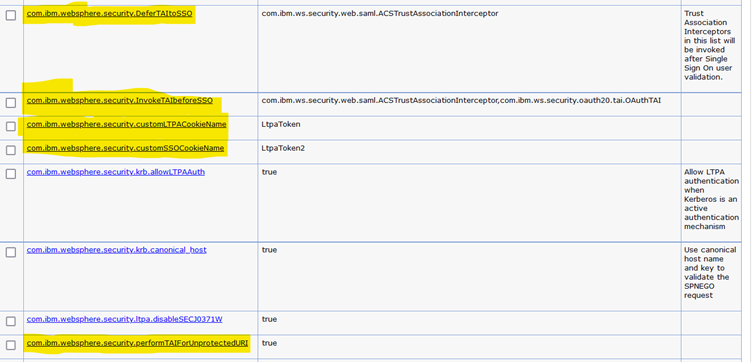 com.ibm.websphere.security.DeferTAItoSSO
com.ibm.ws.security.web.saml.ACSTrustAssociationInterceptor
Trust
Association
Interceptors
in this list will
be invoked
after Single
Sign On user
validation.
com.ibm.websphere.security.InvokeTAIbeforeSSO
com.ibm.ws.security.web.saml.ACSTrustAssociationInterceptor,com.ibm.ws.security.oauth20.tai.OAuthTAI
com.ibm.websphere.security.customLTPACookieName
LtpaToken
com.ibm.websphere.security.customSSOCookieName
LtpaToken2
com.ibm.websphere.security.krb.allowLTPAAuth
true
Allow LTPA
authentication
when
Kerberos is an
active
authentication
mechanism
com.ibm.websphere.security.krb.canonical_host
true
Use canonical
host name
and key to
validate the
SPNEGO
request
com.ibm.websphere.security.ltpa.disableSECJ0371W
true
com.ibm.websphere.security.performTAIForUnprotectedURI
true